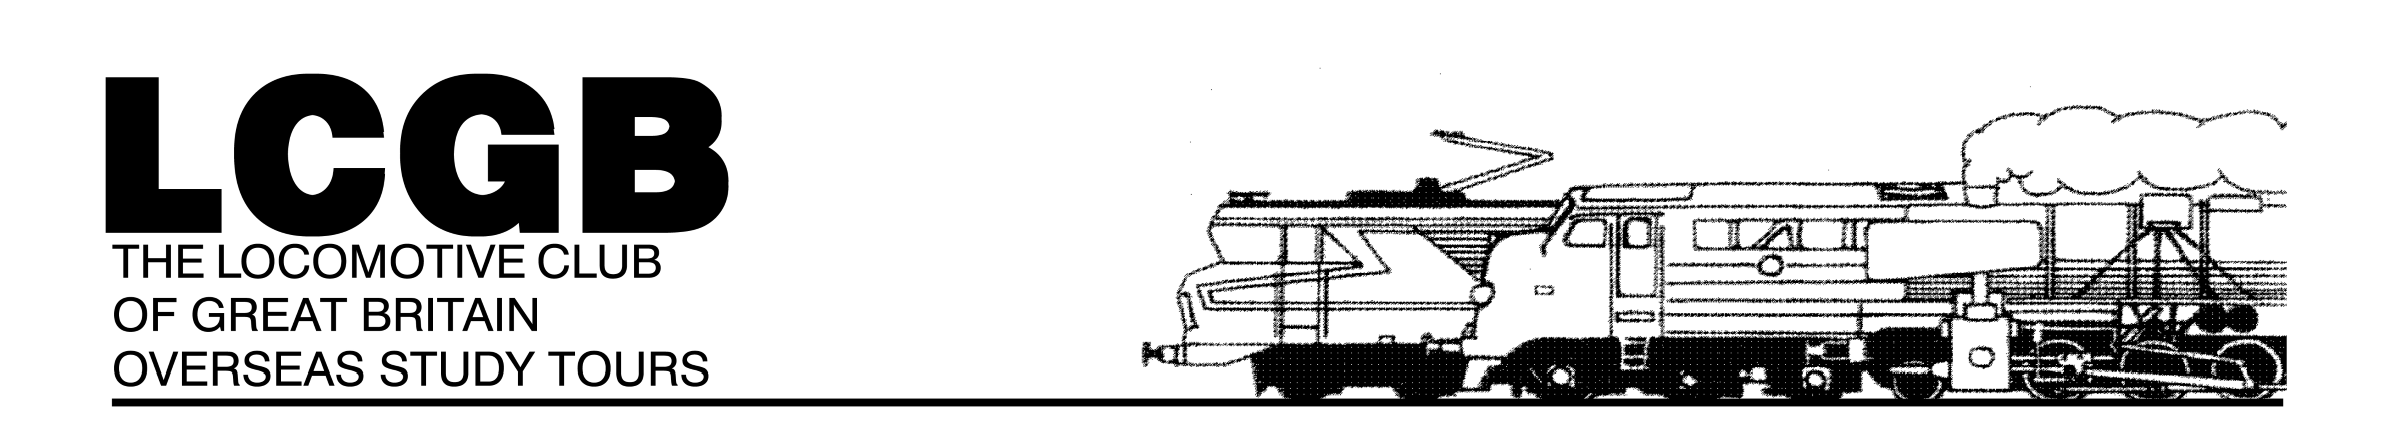 LCGB
THE LOCOMOTIVE CLUB
OF GREAT BRITAIN
OVERSEAS STUDY TOURS